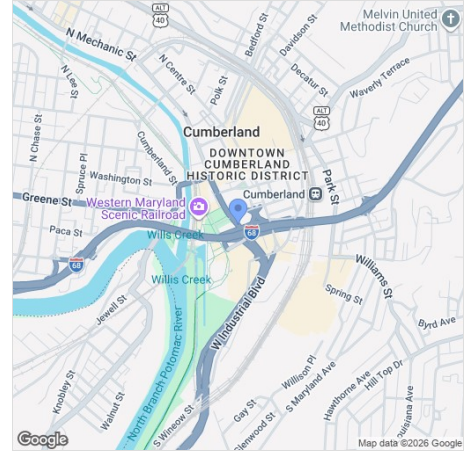 ALT
40
N Mechanic St
N Centre St
Bedford St
Davidson St
Melvin United
Methodist Church
Decatur St
Waverly Terrace
Polk St
N Lee St
ALT
40
N Chase St
Spruce Pl
Cumberland St
Cumberland
DOWNTOWN
CUMBERLAND
HISTORIC DISTRICT
Washington St
Cumberland
Park St
Greene St
Western Maryland
Scenic Railroad
Paca St
Wills Creek
68
68
Willis Creek
Williams St
Jewell St
Spring St
W Industrial Blvd
Byrd Ave
North Branch Potomac River
Knobley St
Walnut St
Willison Pl
S Maryland Ave
Hawthorne Ave
Hill Top Dr
Gay St
Glenwood St
S Wineow St
Louisiana Ave
Google
Map data ©2026 Google